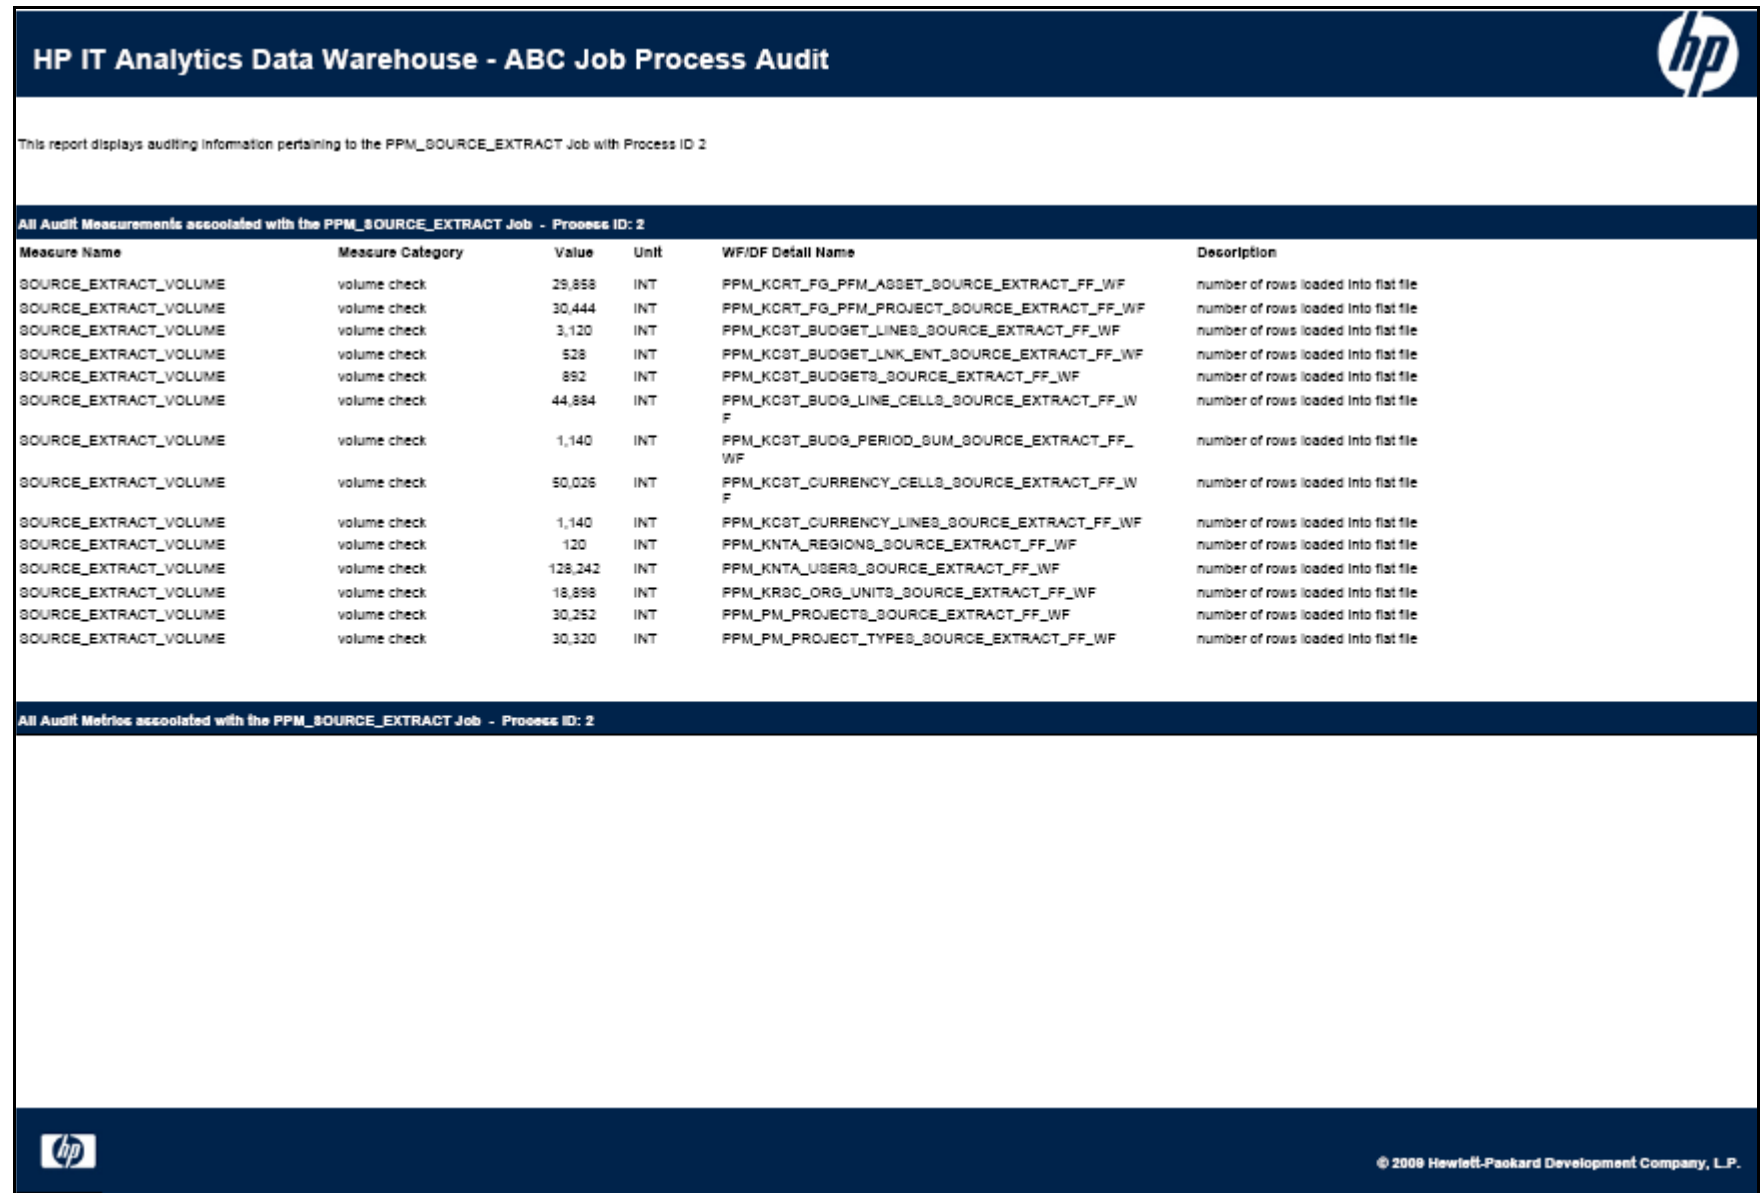 HP IT Analytics Data Warehouse - ABC Job Process Audit
hp
This report displays auditing information pertaining to the PPM_SOURCE_EXTRACT Job with Process ID 2
All Audit Measurements associated with the PPM_SOURCE_EXTRACT Job - Process ID: 2
Measure Name Measure Category Value Unit WF/DF Detail Name Description
SOURCE_EXTRACT_VOLUME volume check 29,858 INT PPM_KCRT_FG_PFM_ASSET_SOURCE_EXTRACT_FF_WF number of rows loaded into flat file
SOURCE_EXTRACT_VOLUME volume check 30,444 INT PPM_KCRT_FG_PFM_PROJECT_SOURCE_EXTRACT_FF_WF number of rows loaded into flat file
SOURCE_EXTRACT_VOLUME volume check 3,120 INT PPM_KCST_BUDGET_LINES_SOURCE_EXTRACT_FF_WF number of rows loaded into flat file
SOURCE_EXTRACT_VOLUME volume check 528 INT PPM_KCST_BUDGET_LNK_ENT_SOURCE_EXTRACT_FF_WF number of rows loaded into flat file
SOURCE_EXTRACT_VOLUME volume check 892 INT PPM_KCST_BUDGETS_SOURCE_EXTRACT_FF_WF number of rows loaded into flat file
SOURCE_EXTRACT_VOLUME volume check 44,884 INT PPM_KCST_BUDG_LINE_CELLS_SOURCE_EXTRACT_FF_W number of rows loaded into flat file
F
SOURCE_EXTRACT_VOLUME volume check 1,140 INT PPM_KCST_BUDG_PERIOD_SUM_SOURCE_EXTRACT_FF_ number of rows loaded into flat file
WF
SOURCE_EXTRACT_VOLUME volume check 50,026 INT PPM_KCST_CURRENCY_CELLS_SOURCE_EXTRACT_FF_W number of rows loaded into flat file
F
SOURCE_EXTRACT_VOLUME volume check 1,140 INT PPM_KCST_CURRENCY_LINES_SOURCE_EXTRACT_FF_WF number of rows loaded into flat file
SOURCE_EXTRACT_VOLUME volume check 120 INT PPM_KNTA_REGIONS_SOURCE_EXTRACT_FF_WF number of rows loaded into flat file
SOURCE_EXTRACT_VOLUME volume check 128,242 INT PPM_KNTA_USERS_SOURCE_EXTRACT_FF_WF number of rows loaded into flat file
SOURCE_EXTRACT_VOLUME volume check 18,898 INT PPM_KRSC_ORG_UNITS_SOURCE_EXTRACT_FF_WF number of rows loaded into flat file
SOURCE_EXTRACT_VOLUME volume check 30,252 INT PPM_PM_PROJECTS_SOURCE_EXTRACT_FF_WF number of rows loaded into flat file
SOURCE_EXTRACT_VOLUME volume check 30,320 INT PPM_PM_PROJECT_TYPES_SOURCE_EXTRACT_FF_WF number of rows loaded into flat file
All Audit Metrics associated with the PPM_SOURCE_EXTRACT Job - Process ID: 2
hp
© 2009 Hewlett-Packard Development Company, L.P.